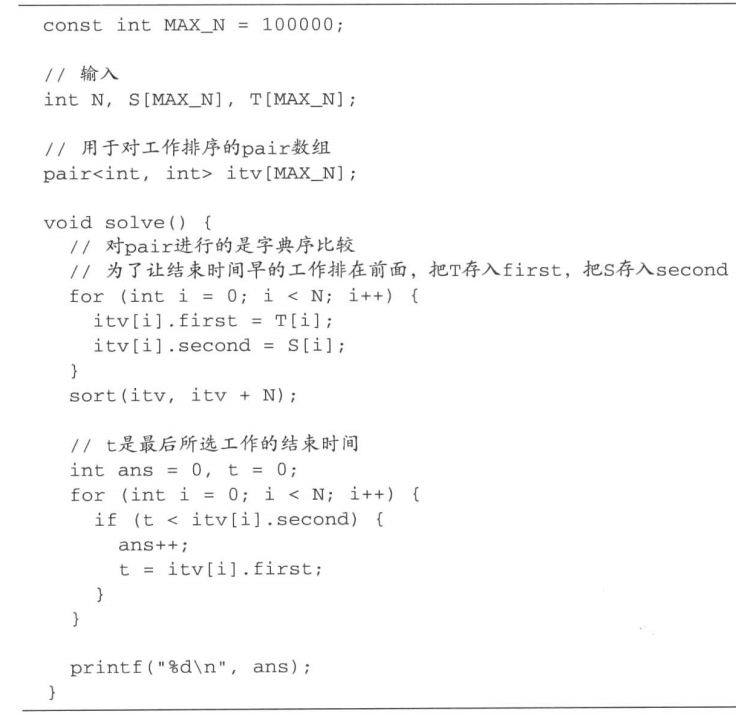 const int MAX_N = 100000;
// 输入
int N, S[MAX_N], T[MAX_N];
// 用于对工作排序的pair数组
pair<int, int> itv[MAX_N];
void solve() {
// 对pair进行的是字典序比较
// 为了让结束时间早的工作排在前面，把T存入first，把S存入second
for (int i = 0; i < N; i++) {
itv[i].first = T[i];
itv[i].second = S[i];
}
sort(itv, itv + N);
// t是最后所选工作的结束时间
int ans = 0, t = 0;
for (int i = 0; i < N; i++) {
if (t < itv[i].second) {
ans++;
t = itv[i].first;
}
}
printf("%d\n", ans);
}